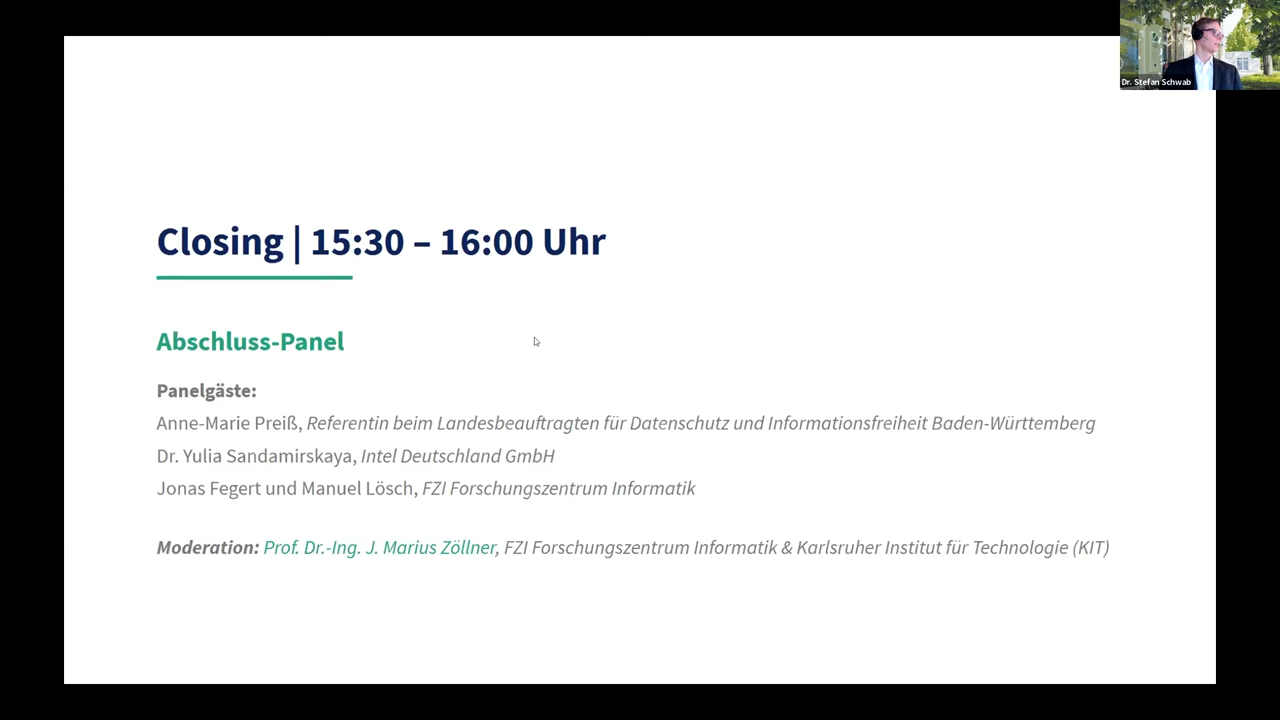 Dr. Stefan Schwab
Closing | 15:30 – 16:00 Uhr
Abschluss-Panel
Panelgäste:
Anne-Marie Preiß, Referentin beim Landesbeauftragten für Datenschutz und Informationsfreiheit Baden-Württemberg
Dr. Yulia Sandamirskaya, Intel Deutschland GmbH
Jonas Fegert und Manuel Lösch, FZI Forschungszentrum Informatik
Moderation: Prof. Dr.-Ing. J. Marius Zöllner, FZI Forschungszentrum Informatik & Karlsruher Institut für Technologie (KIT)